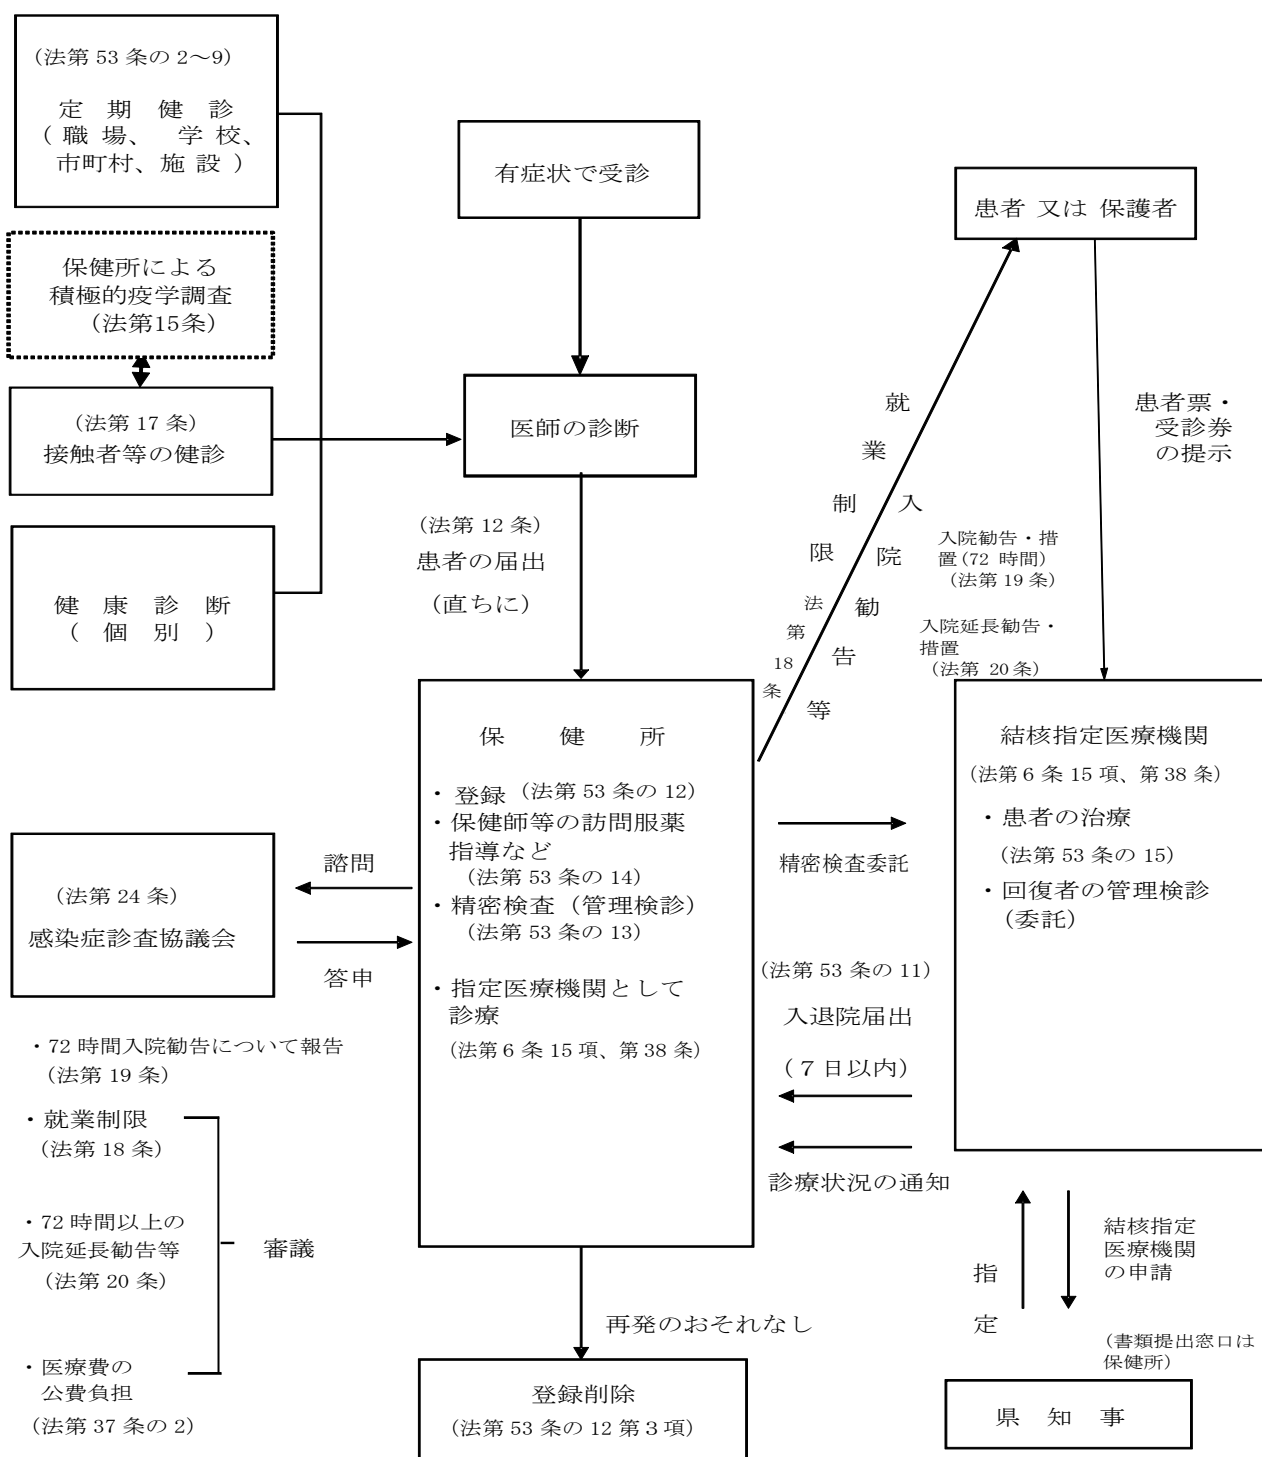 (法第 53 条の 2～9)
定 期 健 診
( 職 場、 学 校、
市町村、施 設 )
有症状で受診
患者 又は 保護者
保健所による
積極的疫学調査
(法第15条)
(法第 17 条)
接触者等の健診
医師の診断
健 康 診 断
( 個 別 )
(法第 12 条)
患者の届出
(直ちに)
就業制限
法第18条
入院勧告等
患者票・
受診券
の提示
入院勧告・措
置(72 時間)
(法第 19 条)
入院延長勧告・
措置
(法第 20条)
保 健 所
・登録 (法第 53 条の 12)
・保健師等の訪問服薬
指導など
(法第 53 条の 14)
・精密検査（管理検診）
(法第 53 条の 13)
・指定医療機関として
診療
(法第 6 条 15 項、第 38 条)
結核指定医療機関
(法第 6 条 15 項、第 38 条)
・患者の治療
(法第 53 条の 15)
・回復者の管理検診
(委託)
精密検査委託
諮問
答申
(法第 24 条)
感染症診査協議会
(法第 53 条の 11)
入退院届出
(７日以内)
診療状況の通知
・72 時間入院勧告について報告
(法第 19 条)
・就業制限
(法第 18 条)
・72 時間以上の
入院延長勧告等
(法第 20 条)
審議
・医療費の
公費負担
(法第 37 条の 2)
再発のおそれなし
登録削除
(法第 53 条の 12 第３項)
指定
結核指定
医療機関
の申請
(書類提出窓口は
保健所)
県 知 事